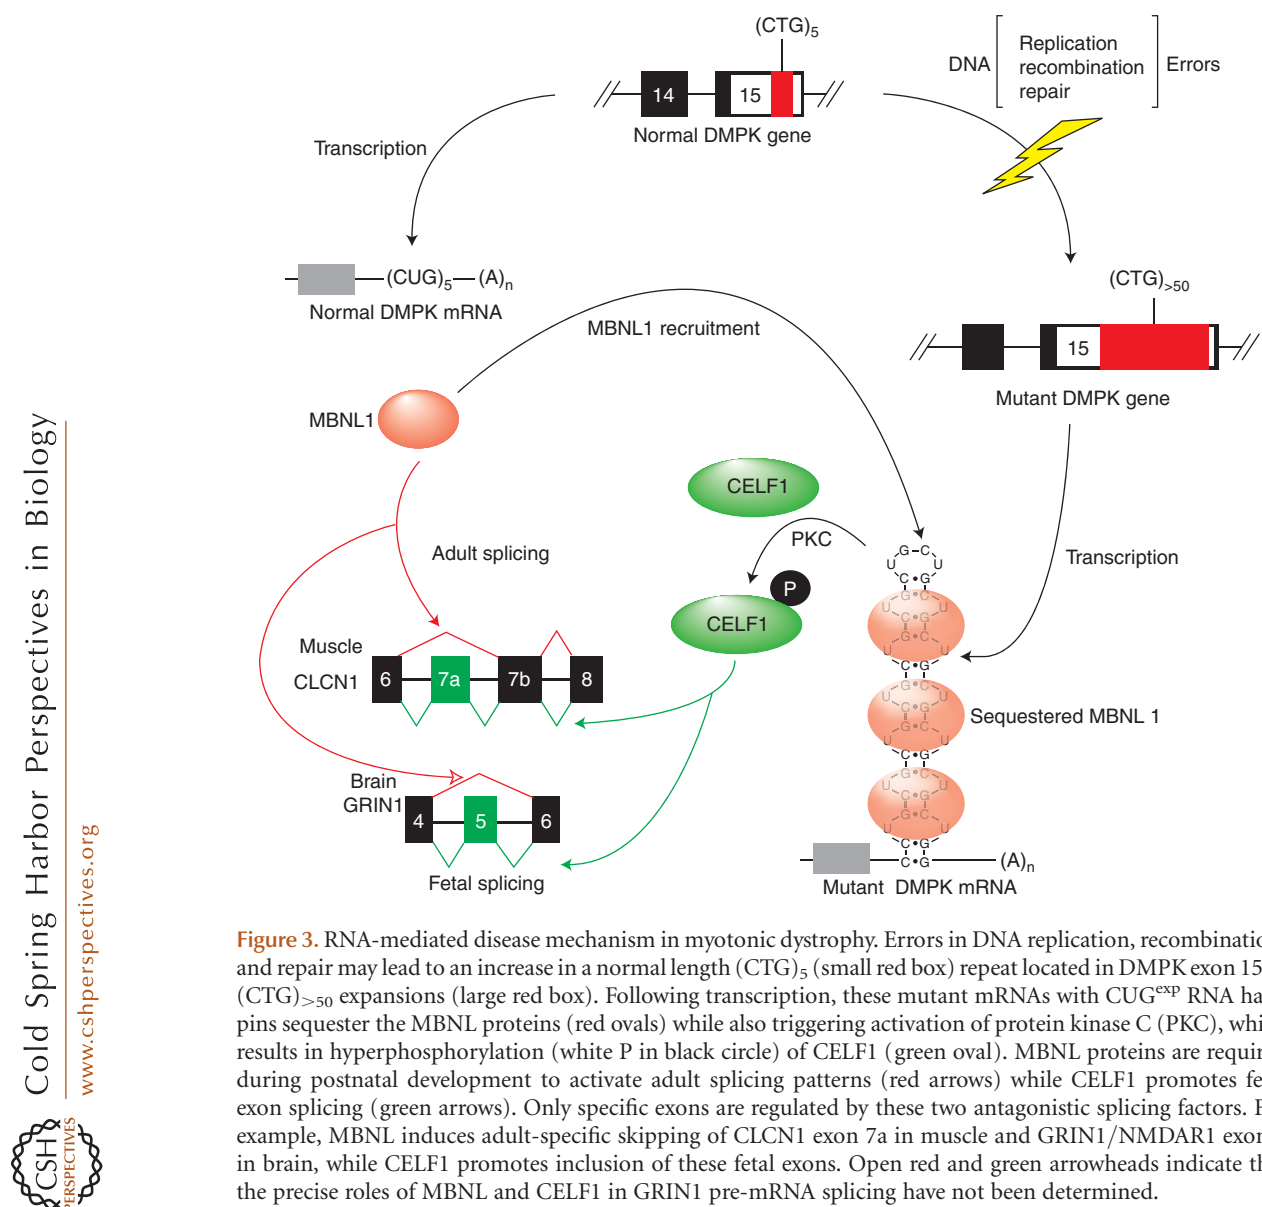 (CTG)5
DNA
Replication
recombination
repair
Errors
14
15
Normal DMPK gene
Transcription
(CUG)5
(A)n
Normal DMPK mRNA
(CTG)>50
15
Mutant DMPK gene
MBNL1 recruitment
MBNL1
CELF1
PKC
P
CELF1
Adult splicing
Transcription
Muscle
CLCN1
6
7a
7b
8
Sequestered MBNL 1
Brain
GRIN1
4
5
6
Fetal splicing
(A)n
Mutant DMPK mRNA
Cold Spring Harbor Perspectives in Biology
www.cshperspectives.org
CSH
PERSPECTIVES
Figure 3. RNA-mediated disease mechanism in myotonic dystrophy. Errors in DNA replication, recombinatio
and repair may lead to an increase in a normal length (CTG)5 (small red box) repeat located in DMPK exon 15
(CTG)>50 expansions (large red box). Following transcription, these mutant mRNAs with CUGexp RNA ha
pins sequester the MBNL proteins (red ovals) while also triggering activation of protein kinase C (PKC), whi
results in hyperphosphorylation (white P in black circle) of CELF1 (green oval). MBNL proteins are requir
during postnatal development to activate adult splicing patterns (red arrows) while CELF1 promotes fe
exon splicing (green arrows). Only specific exons are regulated by these two antagonistic splicing factors. F
example, MBNL induces adult-specific skipping of CLCN1 exon 7a in muscle and GRIN1/NMDAR1 exon
in brain, while CELF1 promotes inclusion of these fetal exons. Open red and green arrowheads indicate th
the precise roles of MBNL and CELF1 in GRIN1 pre-mRNA splicing have not been determined.